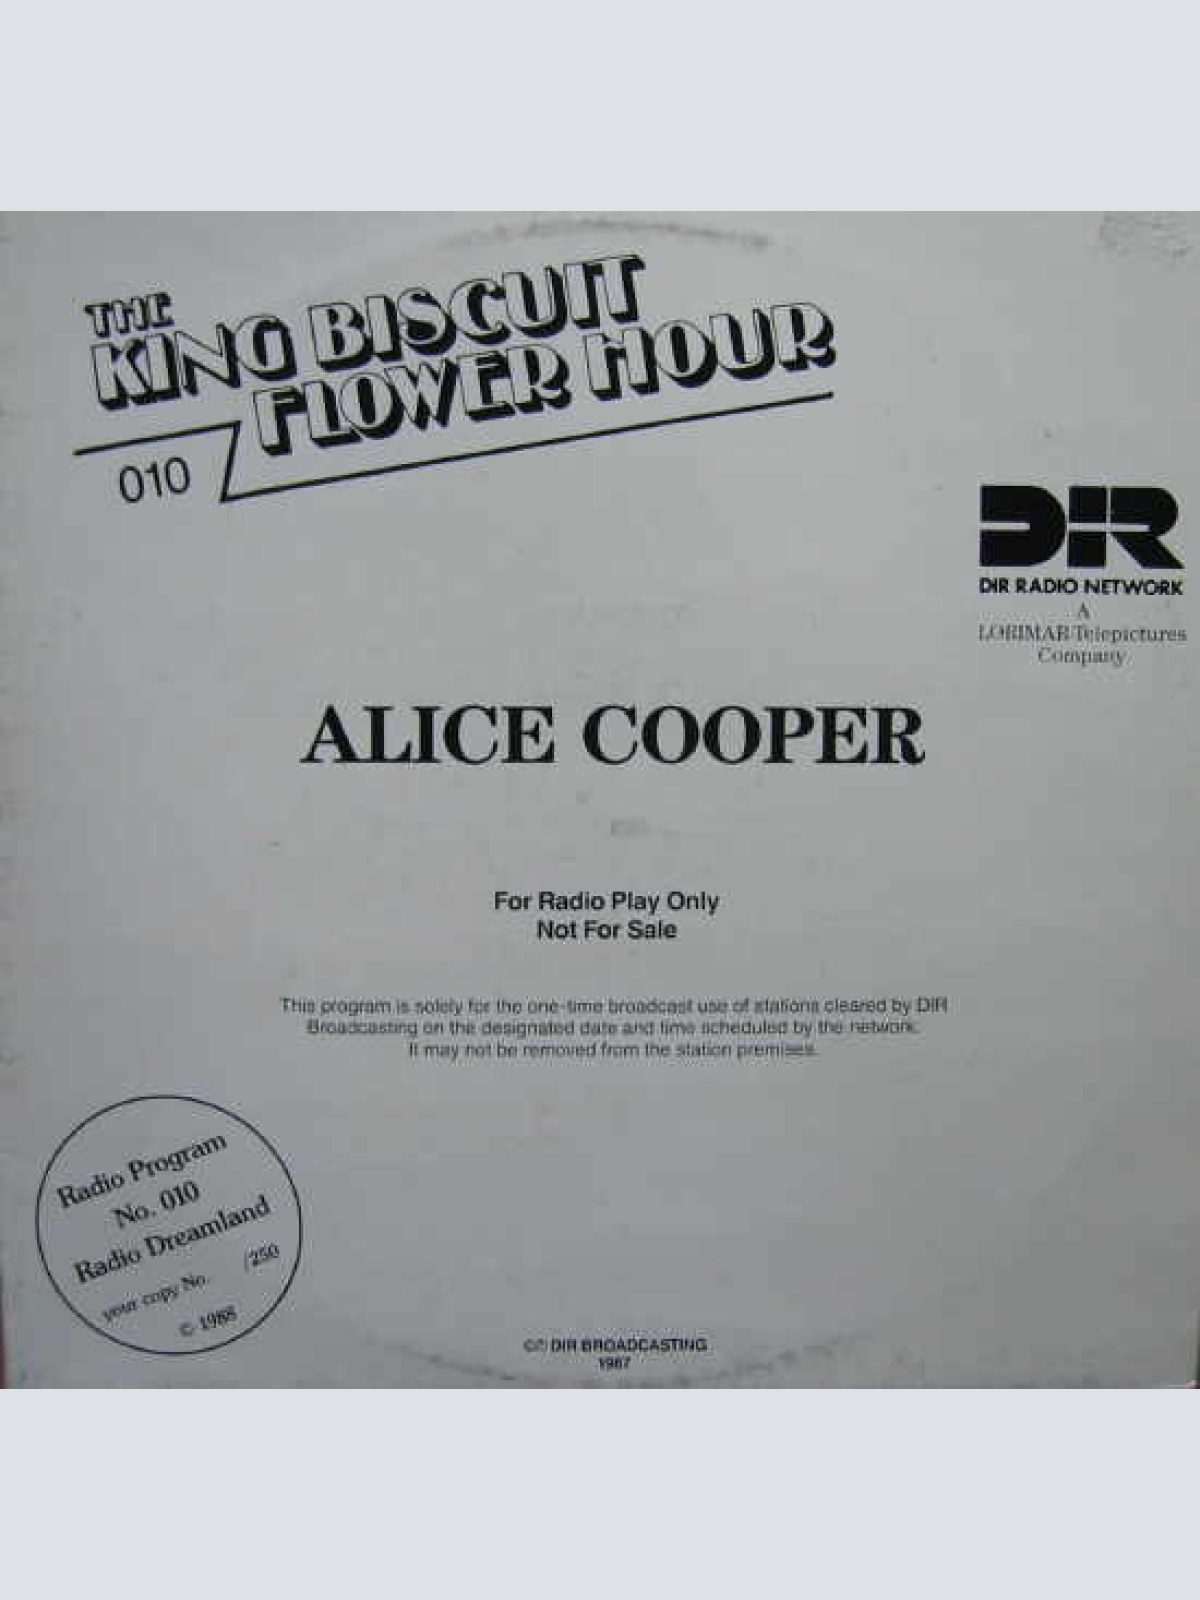 THE
KING BISCUIT
FLOWER HOUR
010
DIR
DIR RADIO NETWORK
A
LORIMAR Telepictures
Company
ALICE COOPER
For Radio Play Only
Not For Sale
This program is solely for the one-time broadcast use of stations cleared by DIR
Broadcasting on the designated date and time scheduled by the network.
It may not be removed from the station premises.
Radio Program
No. 010
Radio Dreamland
your copy No. /250
© 1988
©℗ DIR BROADCASTING
1987